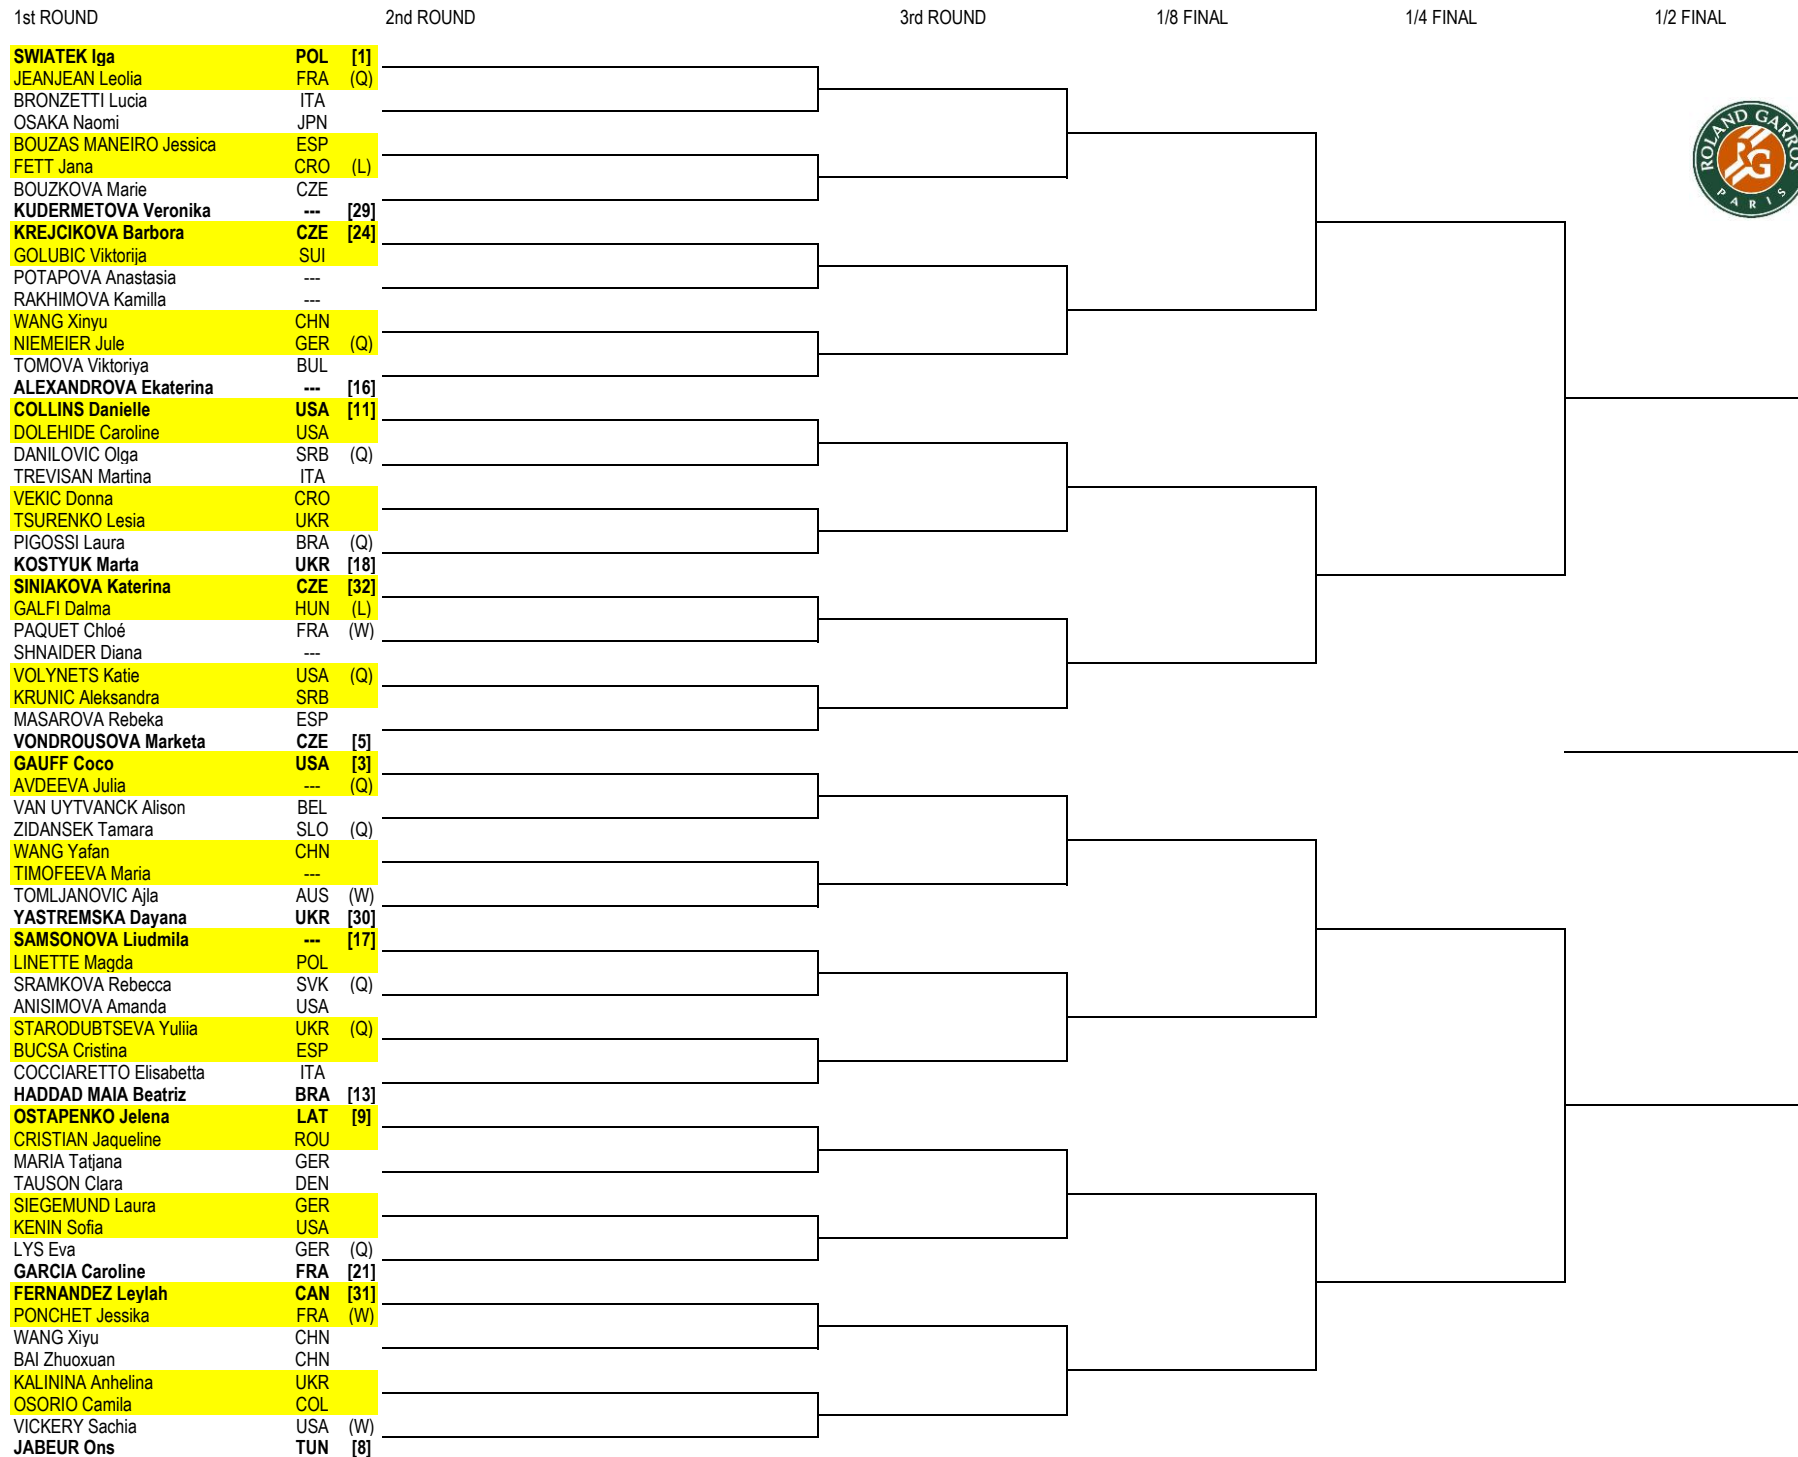 1st ROUND 2nd ROUND 3rd ROUND 1/8 FINAL 1/4 FINAL 1/2 FINAL
SWIATEK Iga POL [1]
JEANJEAN Leolia FRA (Q)
BRONZETTI Lucia ITA
OSAKA Naomi JPN
BOUZAS MANEIRO Jessica ESP
FETT Jana CRO (L)
BOUZKOVA Marie CZE
KUDERMETOVA Veronika --- [29]
KREJCIKOVA Barbora CZE [24]
GOLUBIC Viktorija SUI
POTAPOVA Anastasia ---
RAKHIMOVA Kamilla ---
WANG Xinyu CHN
NIEMEIER Jule GER (Q)
TOMOVA Viktoriya BUL
ALEXANDROVA Ekaterina --- [16]
COLLINS Danielle USA [11]
DOLEHIDE Caroline USA
DANILOVIC Olga SRB (Q)
TREVISAN Martina ITA
VEKIC Donna CRO
TSURENKO Lesia UKR
PIGOSSI Laura BRA (Q)
KOSTYUK Marta UKR [18]
SINIAKOVA Katerina CZE [32]
GALFI Dalma HUN (L)
PAQUET Chloé FRA (W)
SHNAIDER Diana ---
VOLYNETS Katie USA (Q)
KRUNIC Aleksandra SRB
MASAROVA Rebeka ESP
VONDROUSOVA Marketa CZE [5]
GAUFF Coco USA [3]
AVDEEVA Julia --- (Q)
VAN UYTVANCK Alison BEL
ZIDANSEK Tamara SLO (Q)
WANG Yafan CHN
TIMOFEEVA Maria ---
TOMLJANOVIC Ajla AUS (W)
YASTREMSKA Dayana UKR [30]
SAMSONOVA Liudmila --- [17]
LINETTE Magda POL
SRAMKOVA Rebecca SVK (Q)
ANISIMOVA Amanda USA
STARODUBTSEVA Yuliia UKR (Q)
BUCSA Cristina ESP
COCCIARETTO Elisabetta ITA
HADDAD MAIA Beatriz BRA [13]
OSTAPENKO Jelena LAT [9]
CRISTIAN Jaqueline ROU
MARIA Tatjana GER
TAUSON Clara DEN
SIEGEMUND Laura GER
KENIN Sofia USA
LYS Eva GER (Q)
GARCIA Caroline FRA [21]
FERNANDEZ Leylah CAN [31]
PONCHET Jessika FRA (W)
WANG Xiyu CHN
BAI Zhuoxuan CHN
KALININA Anhelina UKR
OSORIO Camila COL
VICKERY Sachia USA (W)
JABEUR Ons TUN [8]
ROLAND GARROS
RG
PARIS